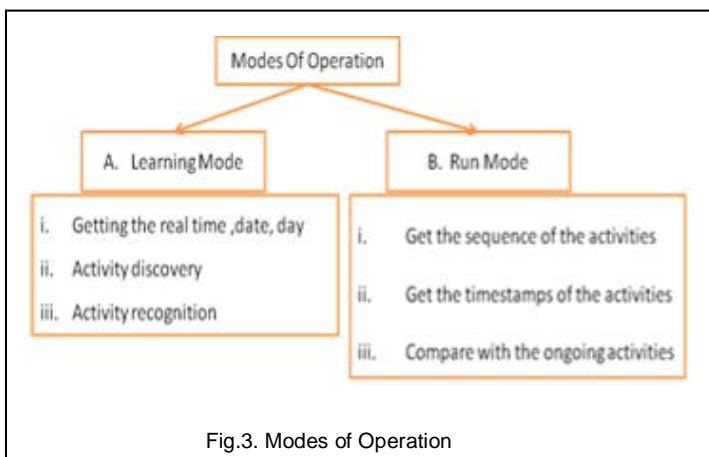 Modes Of Operation
A. Learning Mode
i. Getting the real time ,date, day
ii. Activity discovery
iii. Activity recognition
B. Run Mode
i. Get the sequence of the activities
ii. Get the timestamps of the activities
iii. Compare with the ongoing activities
Fig.3. Modes of Operation